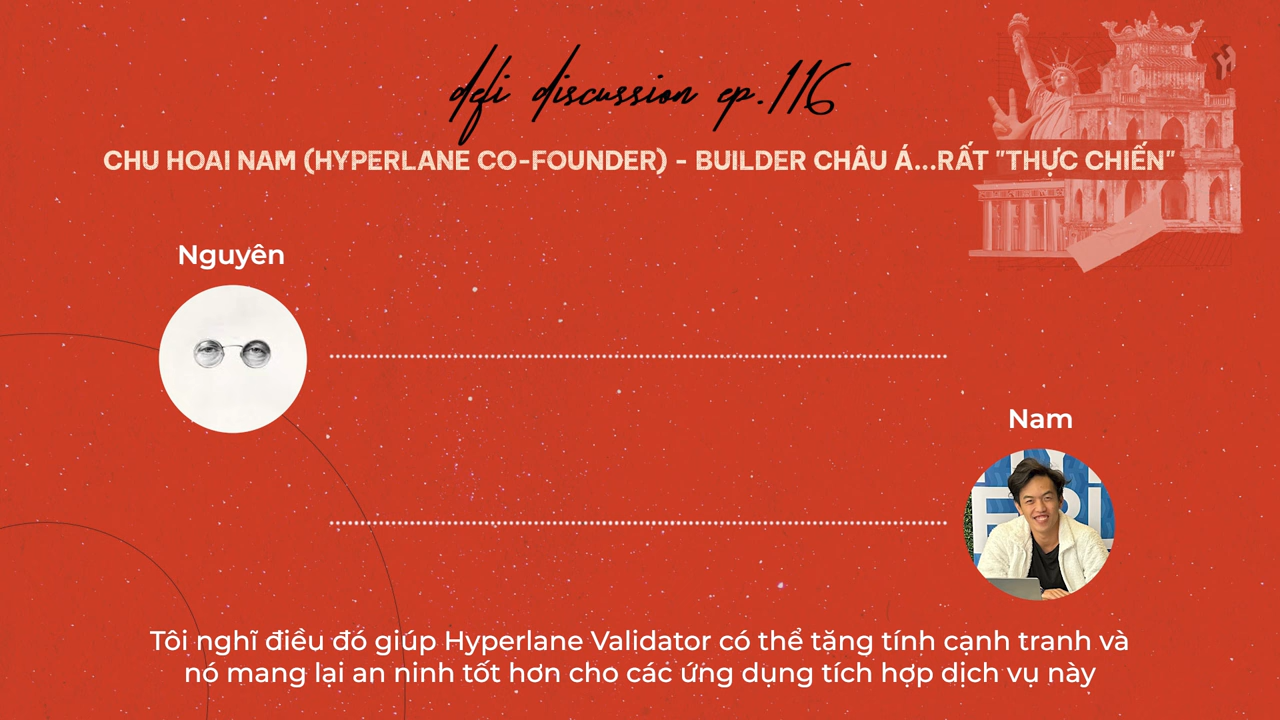 defi discussion ep.116
CHU HOAI NAM (HYPERLANE CO-FOUNDER) - BUILDER CHÂU Á...RẤT "THỰC CHIẾN"
Nguyên
Nam
Tôi nghĩ điều đó giúp Hyperlane Validator có thể tăng tính cạnh tranh và
nó mang lại an ninh tốt hơn cho các ứng dụng tích hợp dịch vụ này